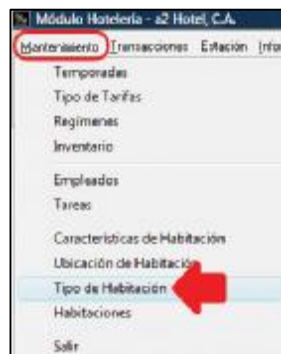 Módulo Hotelería - a2 Hotel, C.A.
Mantenimiento Transacciones Estación Info
Temporadas
Tipo de Tarifas
Regímenes
Inventario
Empleados
Tareas
Características de Habitación
Ubicación de Habitación
Tipo de Habitación
Habitaciones
Salir